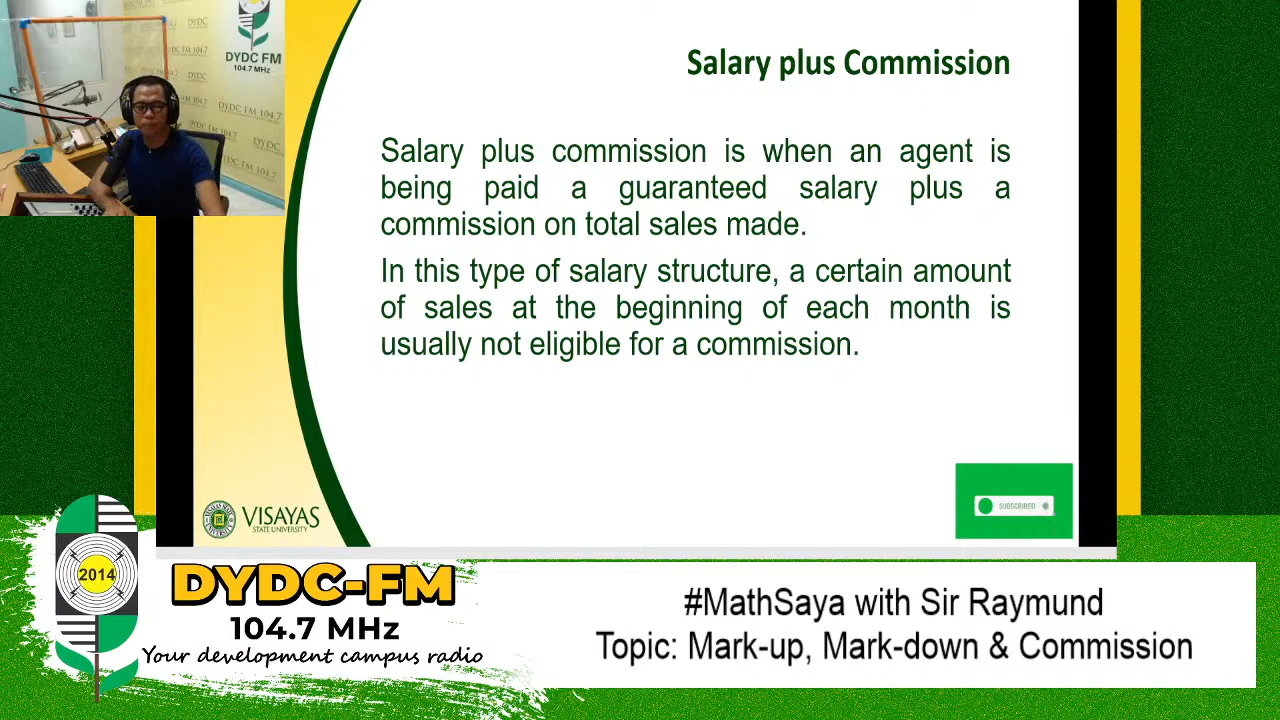 DYDC FM
104.7 MHz
Salary plus Commission
Salary plus commission is when an agent is
being paid a guaranteed salary plus a
commission on total sales made.
In this type of salary structure, a certain amount
of sales at the beginning of each month is
usually not eligible for a commission.
VISAYAS
STATE UNIVERSITY
SUBSCRIBED
2014
DYDC-FM
104.7 MHz
Your development campus radio
#MathSaya with Sir Raymund
Topic: Mark-up, Mark-down & Commission